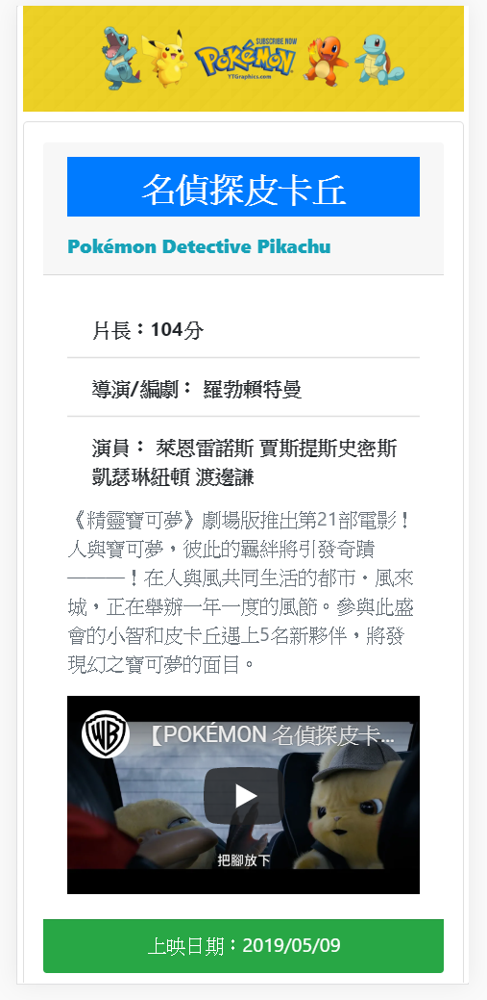 SUBSCRIBE NOW
POKéMON
YTGraphics.com
名偵探皮卡丘
Pokémon Detective Pikachu
片長：104分
導演/編劇： 羅勃賴特曼
演員： 萊恩雷諾斯 賈斯提斯史密斯
凱瑟琳紐頓 渡邊謙
《精靈寶可夢》劇場版推出第21部電影！
人與寶可夢，彼此的羈絆將引發奇蹟
———！在人與風共同生活的都市・風來
城，正在舉辦一年一度的風節。參與此盛
會的小智和皮卡丘遇上5名新夥伴，將發
現幻之寶可夢的面目。
WB
【POKÉMON 名偵探皮卡...
把腳放下
上映日期：2019/05/09